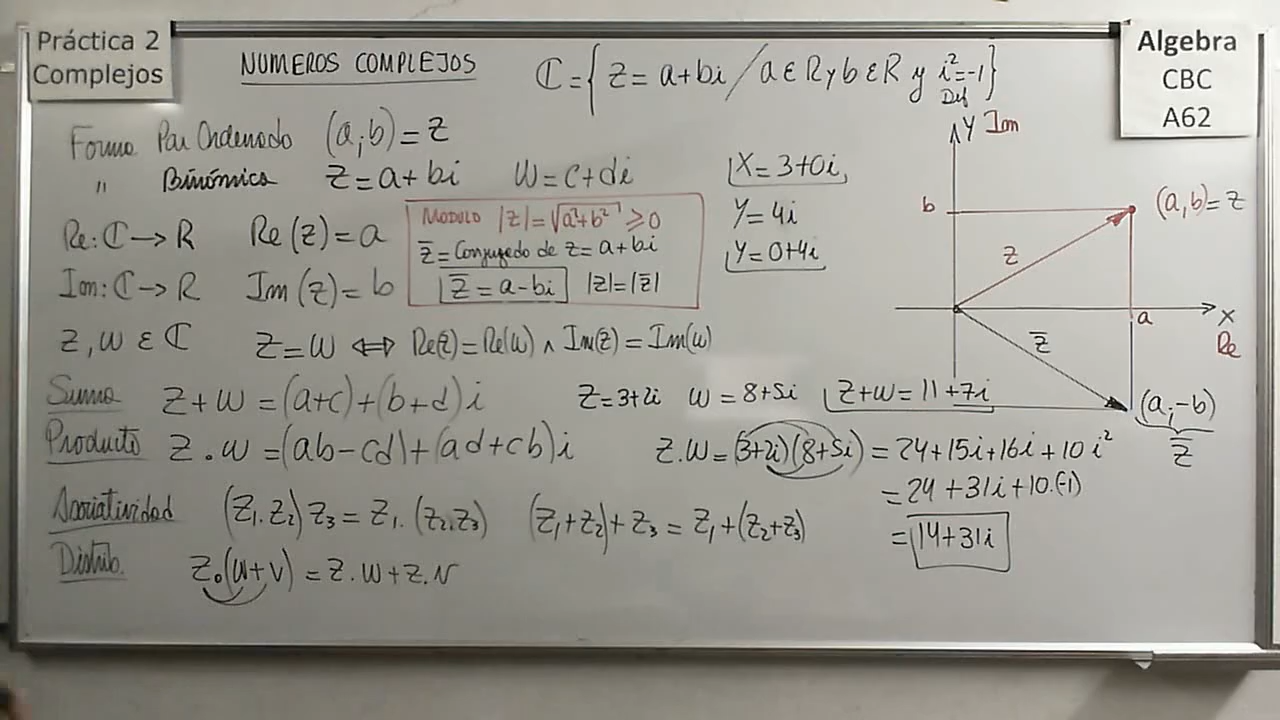 Práctica 2
Complejos
NUMEROS COMPLEJOS
ℂ = { z = a+bi / a ε R y b ε R y i² = -1 }
Def
Algebra
CBC
A62
Forma Par Ordenado (a;b) = z
" Binómica z = a+bi w = c+di
X = 3+0i
Y = 4i
Y = 0+4i
Re: ℂ → R Re(z) = a
Im: ℂ → R Im(z) = b
MODULO |z| = √(a²+b²) ≥ 0
z̅ = Conjugado de z = a+bi
z̅ = a-bi |z| = |z̅|
z, w ε ℂ z = w ⟺ Re(z) = Re(w) ∧ Im(z) = Im(w)
Y Im
b
(a,b) = z
z
a
X
Re
z̅
(a,-b)
z̅
Suma z+w = (a+c)+(b+d)i z = 3+2i w = 8+5i z+w = 11+7i
Producto z.w = (ab-cd)+(ad+cb)i z.w = (3+2i)(8+5i) = 24+15i+16i+10i²
= 24+31i+10.(-1)
= 14+31i
Asociatividad (z₁.z₂)z₃ = z₁.(z₂.z₃) (z₁+z₂)+z₃ = z₁+(z₂+z₃)
Distrib. z.(w+v) = z.w+z.v